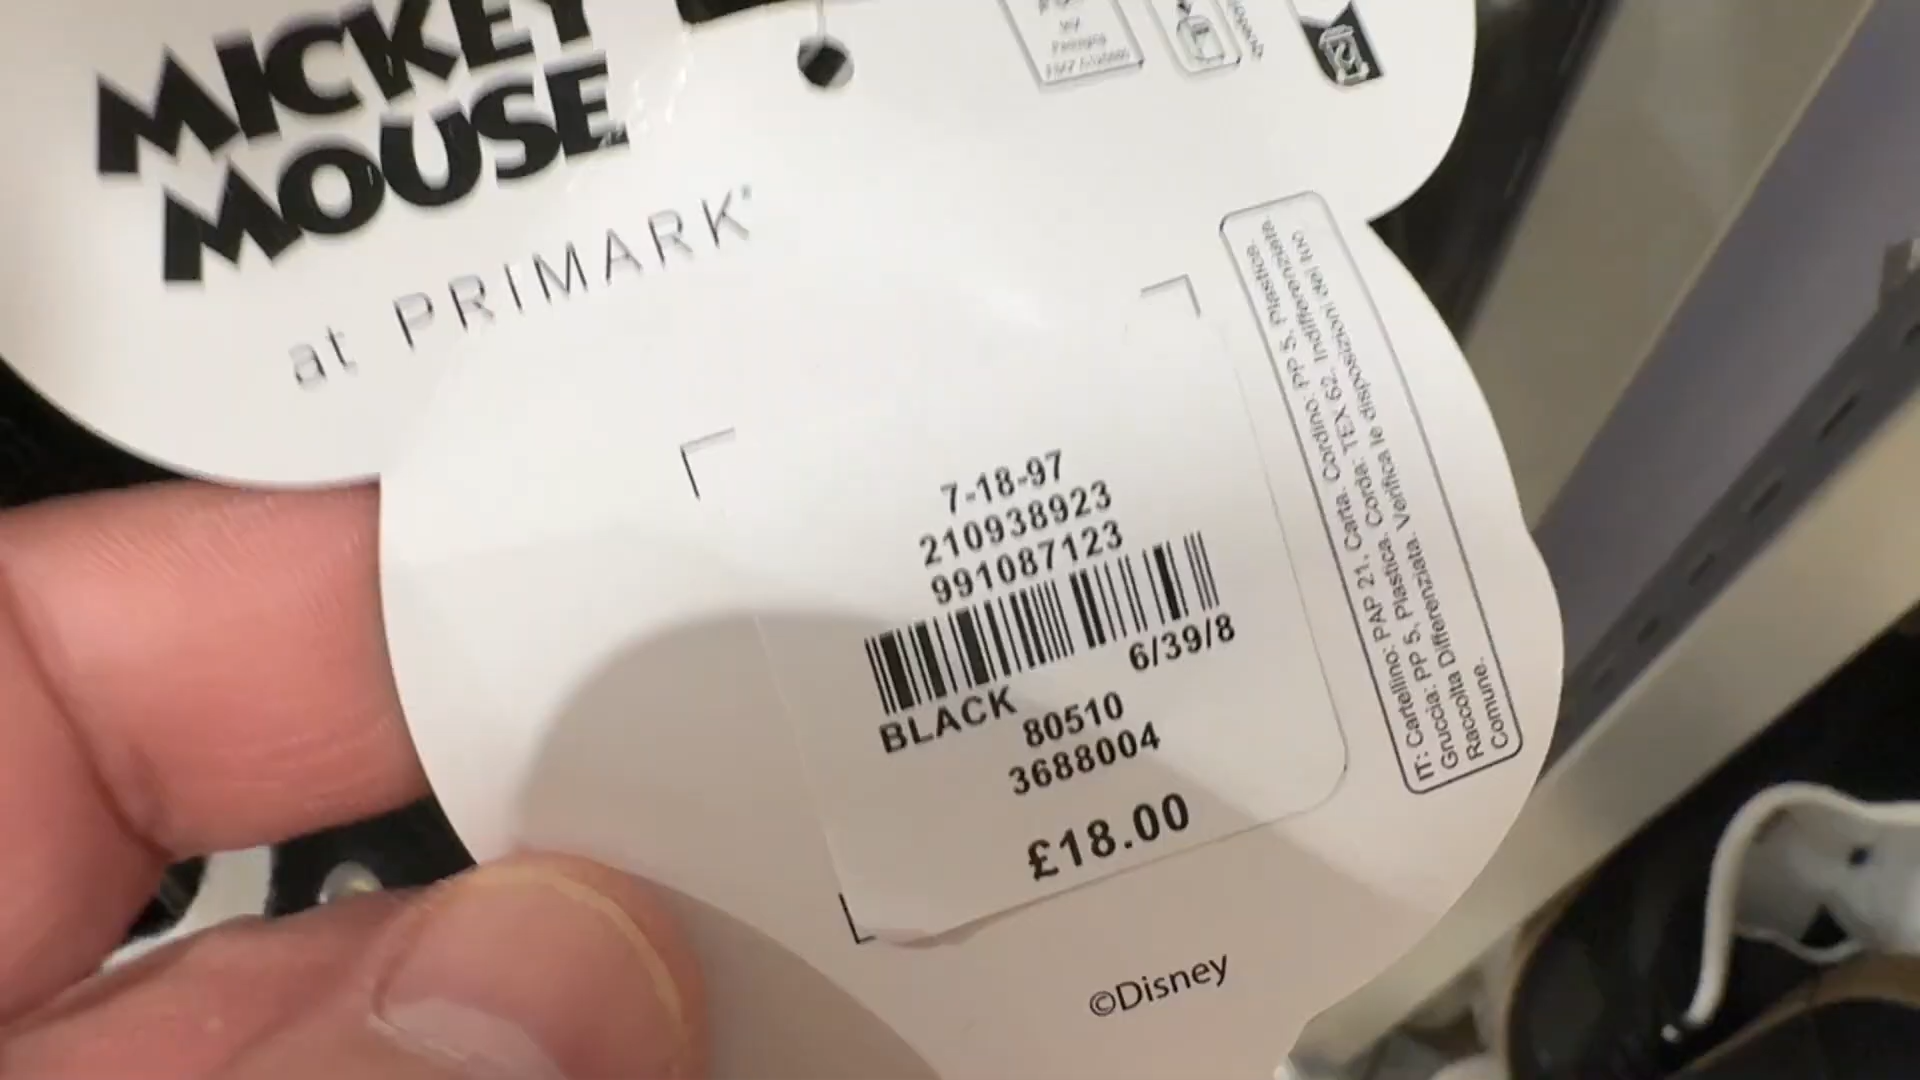 MICKEY
MOUSE
at PRIMARK
7-18-97
210938923
991087123
6/39/8
BLACK
80510
3688004
£18.00
©Disney
IT: Cartellino: PAP 21, Carta. Cordino: PP 5, Plastica.
Gruccia: PP 5, Plastica. Corda: TEX 62, Indifferenziata.
Raccolta Differenziata. Verifica le disposizioni del tuo
Comune.